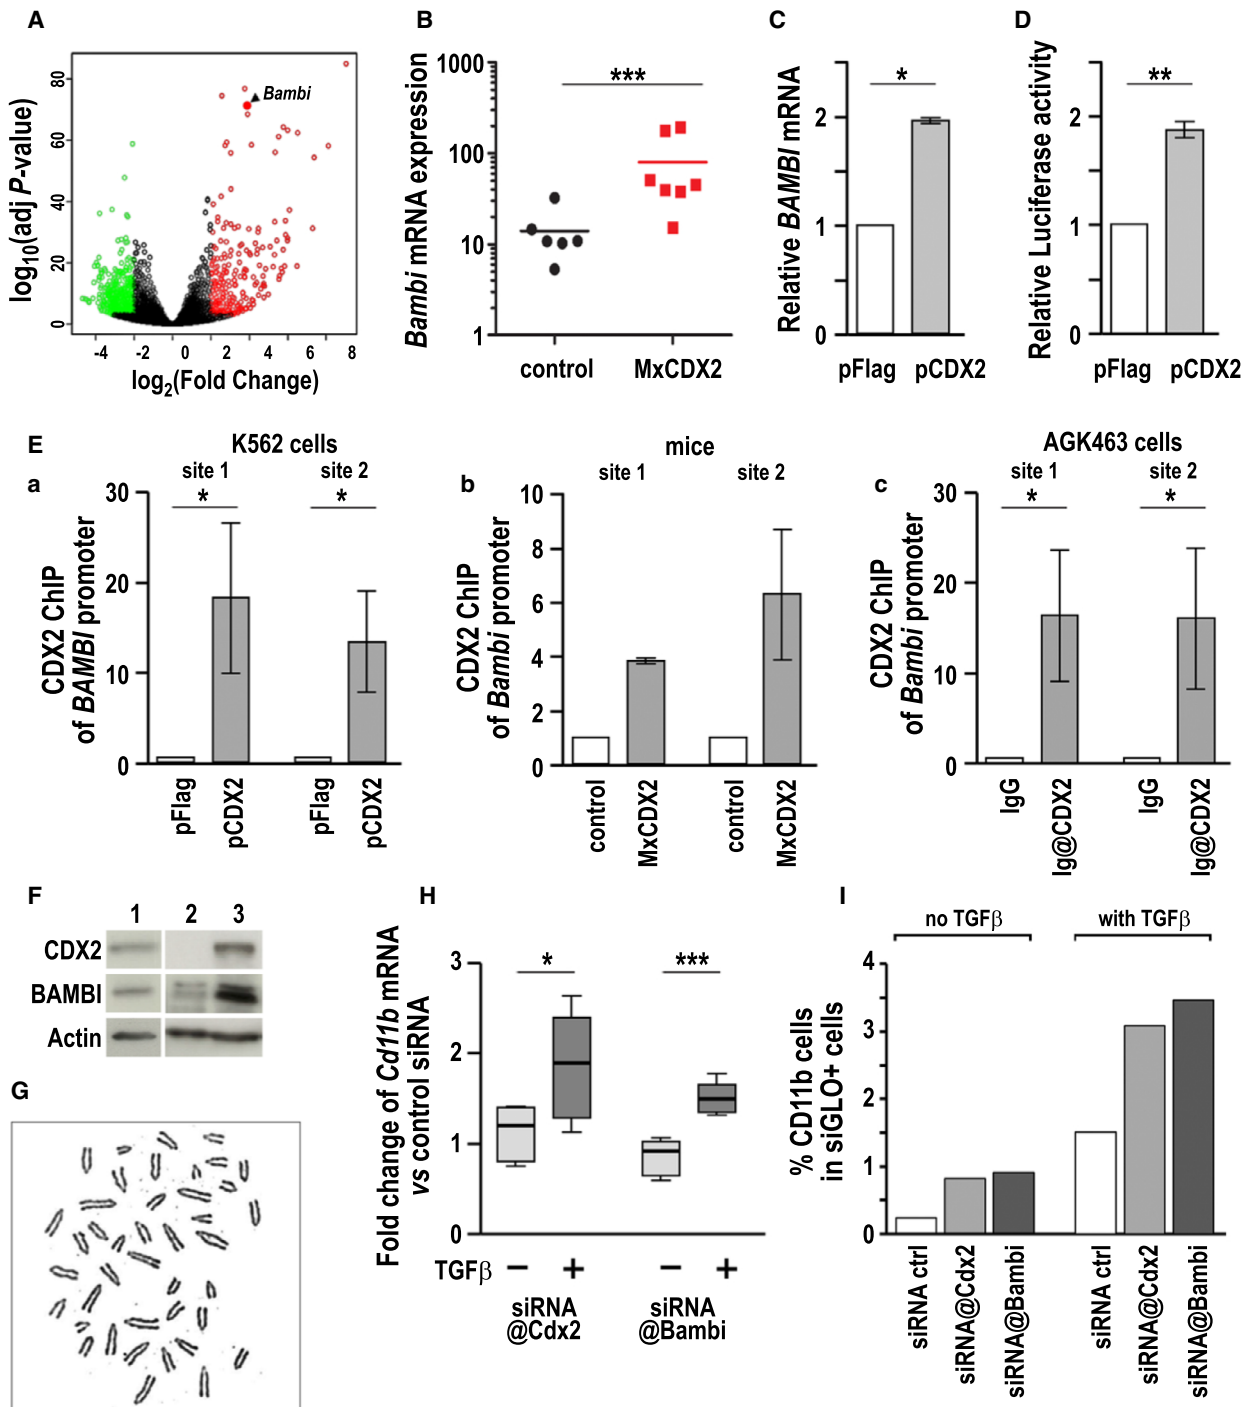 A
log10(adj P-value)
80
60
40
20
0
Bambi
-4 -2 0 2 4 6 8
log2(Fold Change)
B
Bambi mRNA expression
1000
100
10
1
***
control MxCDX2
C
Relative BAMBI mRNA
2
1
0
*
pFlag pCDX2
D
Relative Luciferase activity
2
1
0
**
pFlag pCDX2
E
a
K562 cells
site 1 site 2
* *
CDX2 ChIP
of BAMBI promoter
30
20
10
0
pFlag
pCDX2
pFlag
pCDX2
b
mice
site 1 site 2
CDX2 ChIP
of Bambi promoter
10
8
6
4
2
0
control
MxCDX2
control
MxCDX2
c
AGK463 cells
site 1 site 2
* *
CDX2 ChIP
of Bambi promoter
30
20
10
0
IgG
Ig@CDX2
IgG
Ig@CDX2
F
1 2 3
CDX2
BAMBI
Actin
G
H
Fold change of Cd11b mRNA
vs control siRNA
3
2
1
0
* ***
TGFβ − + − +
siRNA
@Cdx2
siRNA
@Bambi
I
no TGFβ with TGFβ
% CD11b cells
in siGLO+ cells
4
3
2
1
0
siRNA ctrl
siRNA@Cdx2
siRNA@Bambi
siRNA ctrl
siRNA@Cdx2
siRNA@Bambi